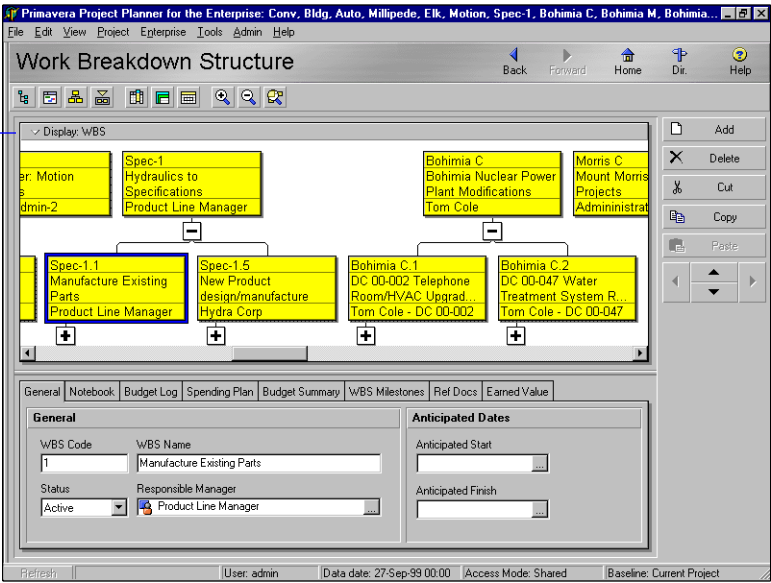 Primavera Project Planner for the Enterprise: Conv, Bldg, Auto, Millipede, Elk, Motion, Spec-1, Bohimia C, Bohimia M, Bohimia...
File Edit View Project Enterprise Tools Admin Help
Work Breakdown Structure
Back Forward Home Dir. Help
Display: WBS
er: Motion
s
dmin-2
Spec-1
Hydraulics to
Specifications
Product Line Manager
Bohimia C
Bohimia Nuclear Power
Plant Modifications
Tom Cole
Morris C
Mount Morris
Projects
Admininistrat
Spec-1.1
Manufacture Existing
Parts
Product Line Manager
Spec-1.5
New Product
design/manufacture
Hydra Corp
Bohimia C.1
DC 00-002 Telephone
Room/HVAC Upgrad...
Tom Cole - DC 00-002
Bohimia C.2
DC 00-047 Water
Treatment System R...
Tom Cole - DC 00-047
Add
Delete
Cut
Copy
Paste
General Notebook Budget Log Spending Plan Budget Summary WBS Milestones Ref Docs Earned Value
General
WBS Code WBS Name
1 Manufacture Existing Parts
Status Responsible Manager
Active Product Line Manager
Anticipated Dates
Anticipated Start
...
Anticipated Finish
...
Refresh User: admin Data date: 27-Sep-99 00:00 Access Mode: Shared Baseline: Current Project